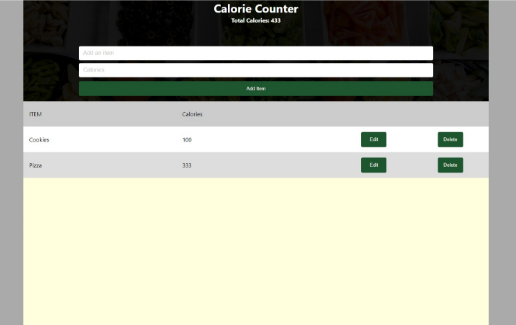 Calorie Counter
Total Calories: 433
Add an item
Calories
Add Item
ITEM Calories
Cookies 100 Edit Delete
Pizza 333 Edit Delete